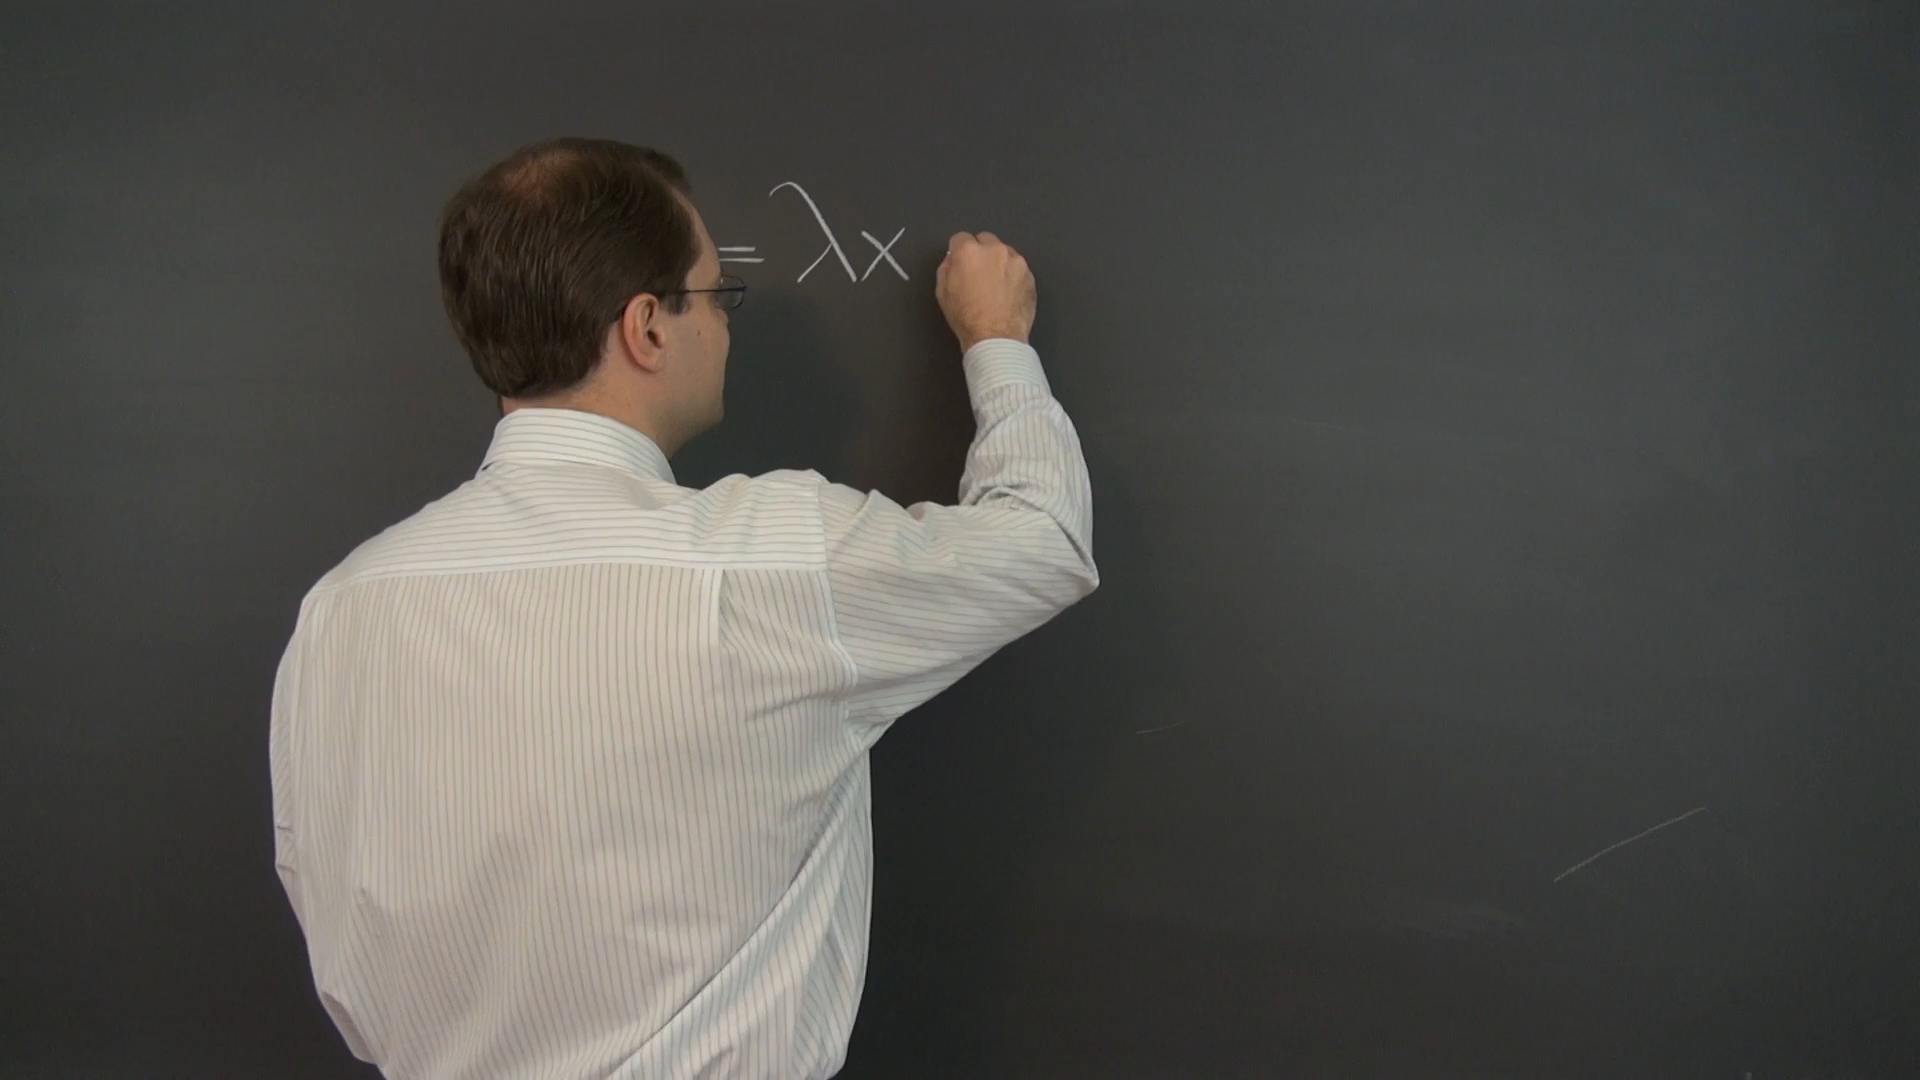 = λx